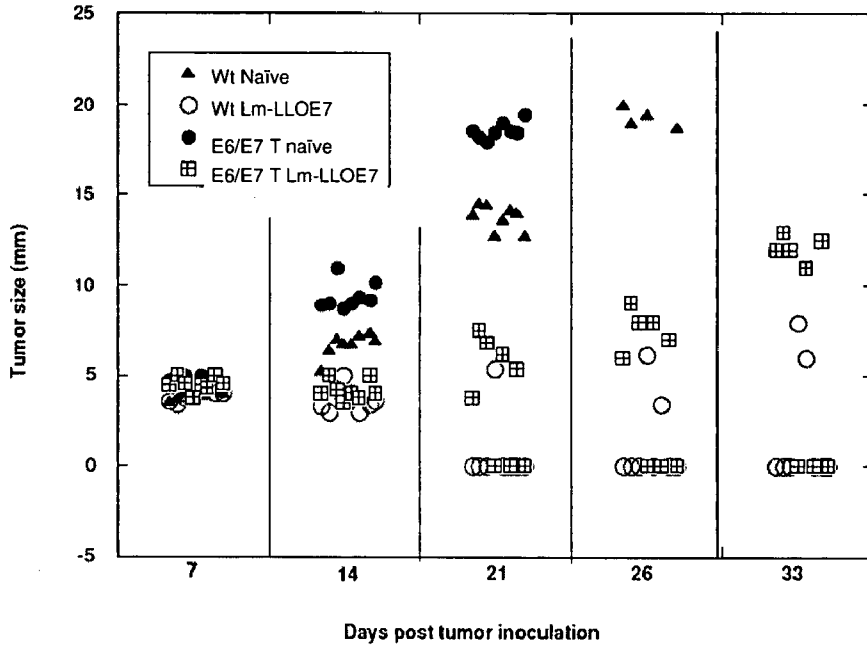 25
20
15
10
5
0
-5
Tumor size (mm)
Wt Naïve
Wt Lm-LLOE7
E6/E7 T naïve
E6/E7 T Lm-LLOE7
7
14
21
26
33
Days post tumor inoculation